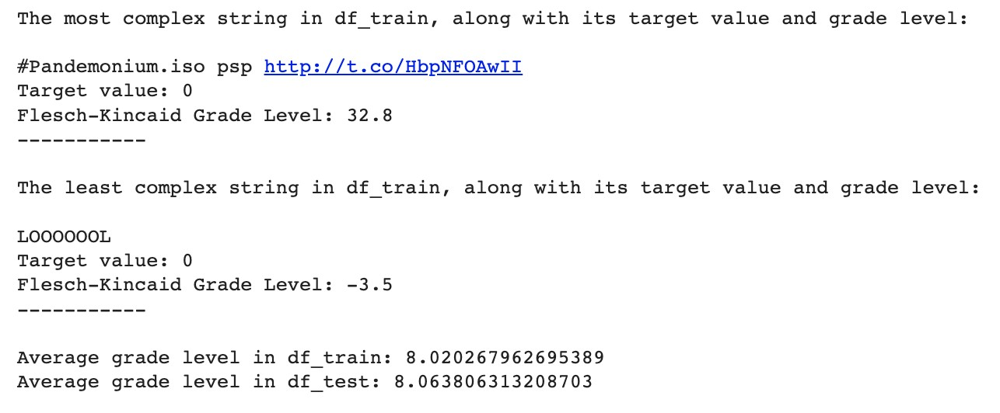 The most complex string in df_train, along with its target value and grade level:
#Pandemonium.iso psp http://t.co/HbpNFOAwII
Target value: 0
Flesch-Kincaid Grade Level: 32.8
-----------
The least complex string in df_train, along with its target value and grade level:
LOOOOOOL
Target value: 0
Flesch-Kincaid Grade Level: -3.5
-----------
Average grade level in df_train: 8.020267962695389
Average grade level in df_test: 8.063806313208703